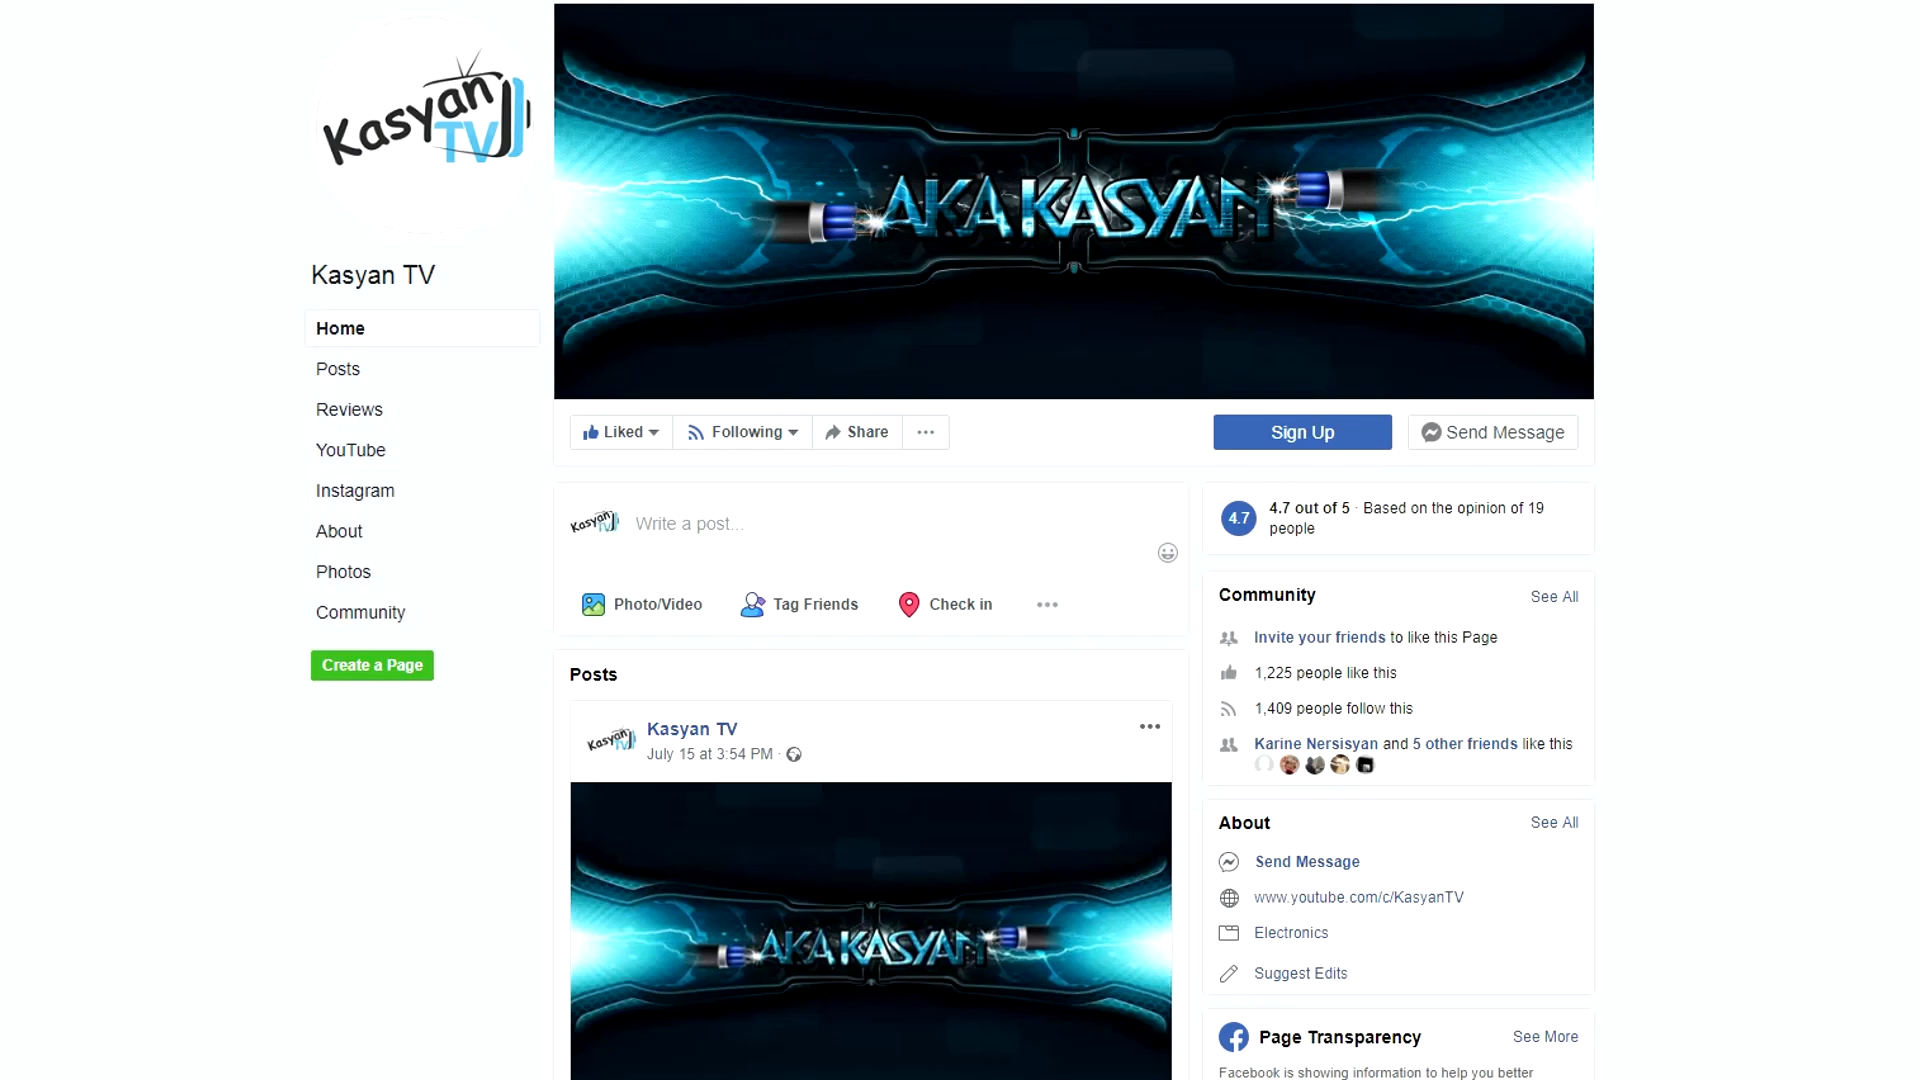 Kasyan
TV
Kasyan TV
Home
Posts
Reviews
YouTube
Instagram
About
Photos
Community
Create a Page
AKA KASYAN
Liked
Following
Share
Sign Up
Send Message
Kasyan
TV
Write a post...
Photo/Video
Tag Friends
Check in
Posts
Kasyan
TV
Kasyan TV
July 15 at 3:54 PM ·
AKA KASYAN
4.7
4.7 out of 5 · Based on the opinion of 19
people
Community
See All
Invite your friends to like this Page
1,225 people like this
1,409 people follow this
Karine Nersisyan and 5 other friends like this
About
See All
Send Message
www.youtube.com/c/KasyanTV
Electronics
Suggest Edits
Page Transparency
See More
Facebook is showing information to help you better